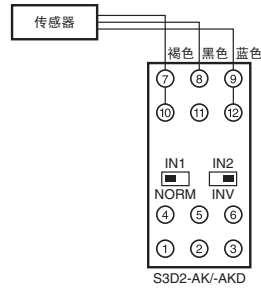 传感器
褐色 黑色 蓝色
⑦ ⑧ ⑨
⑩ ⑪ ⑫
IN1 IN2
NORM INV
④ ⑤ ⑥
① ② ③
S3D2-AK/-AKD